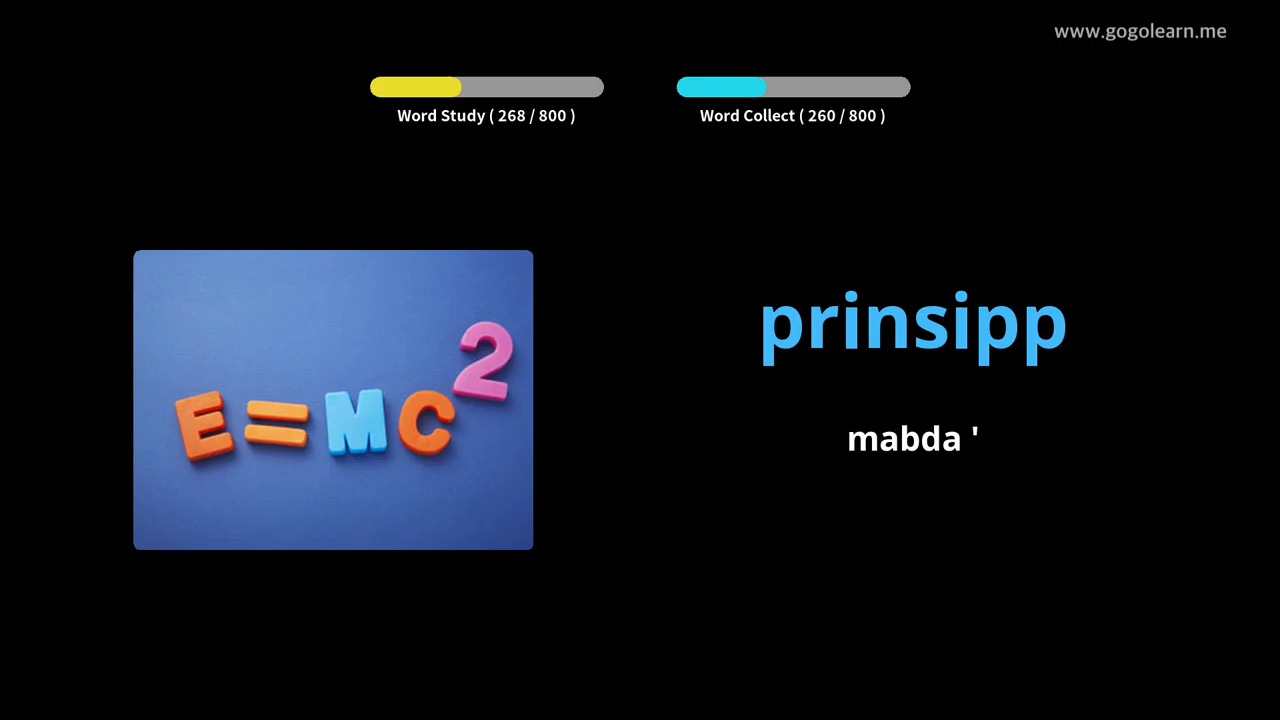 www.gogolearn.me
Word Study ( 268 / 800 )
Word Collect ( 260 / 800 )
E=MC²
prinsipp
mabda '